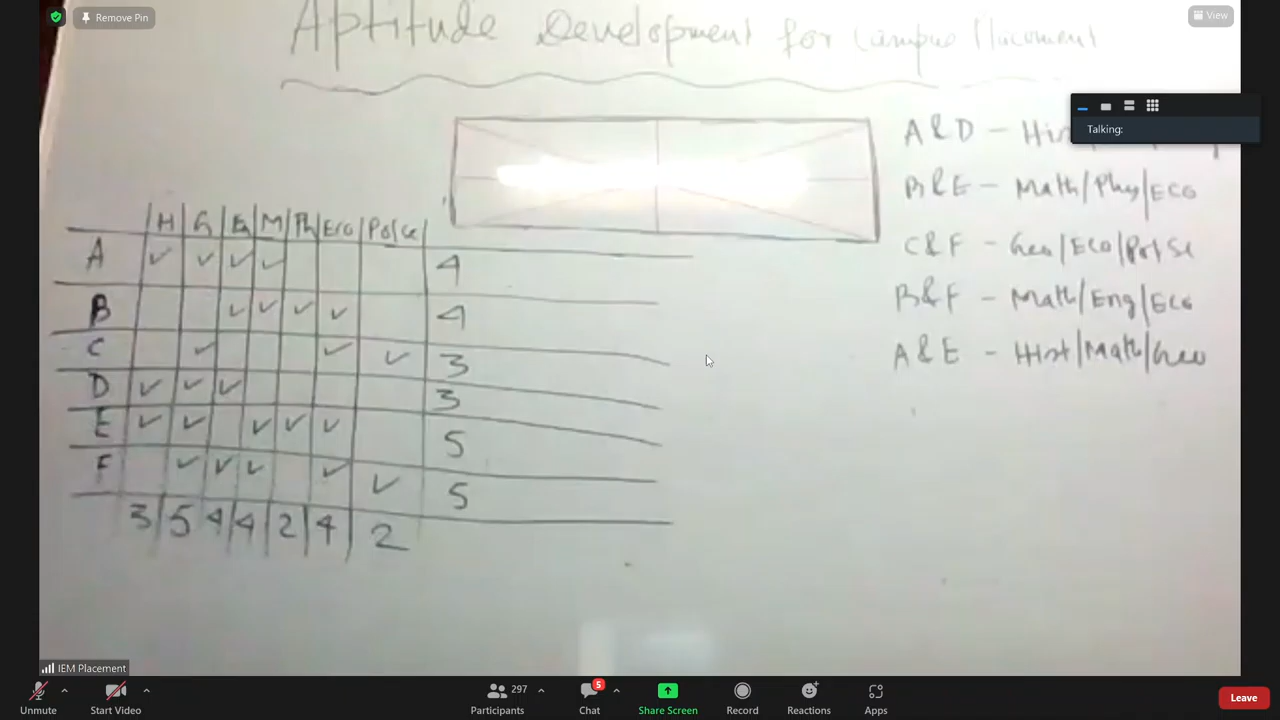 Remove Pin
View
Aptitude Development for Campus Placement
Talking:
A & D –
B & E – Math/Phy/ECO
C & F – Geo/Eco/Pol Sc
B & F – Math/Eng/Eco
A & E – Hist/Math/Geo
H G En M Ph Eco Pol Sc
A ✓ ✓ ✓ ✓ 4
B ✓ ✓ ✓ ✓ 4
C ✓ ✓ ✓ 3
D ✓ ✓ ✓ 3
E ✓ ✓ ✓ ✓ ✓ 5
F ✓ ✓ ✓ ✓ ✓ 5
3 5 4 4 2 4 2
IEM Placement
Unmute
Start Video
297
Participants
5
Chat
Share Screen
Record
Reactions
Apps
Leave